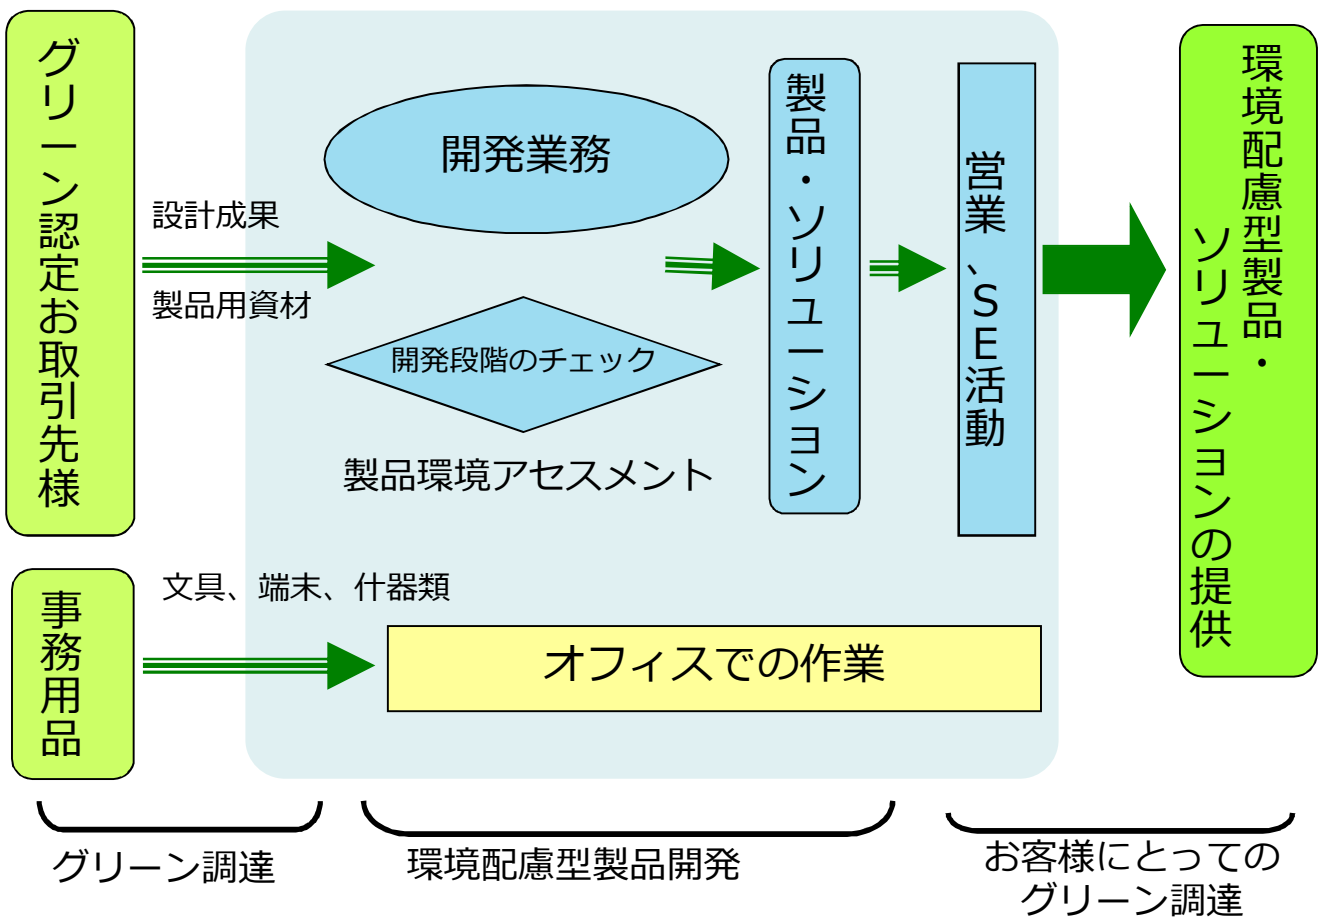 グリーン認定お取引先様
設計成果
製品用資材
開発業務
開発段階のチェック
製品環境アセスメント
製品・ソリューション
営業、SE活動
環境配慮型製品・
ソリューションの提供
事務用品
文具、端末、什器類
オフィスでの作業
グリーン調達
環境配慮型製品開発
お客様にとっての
グリーン調達